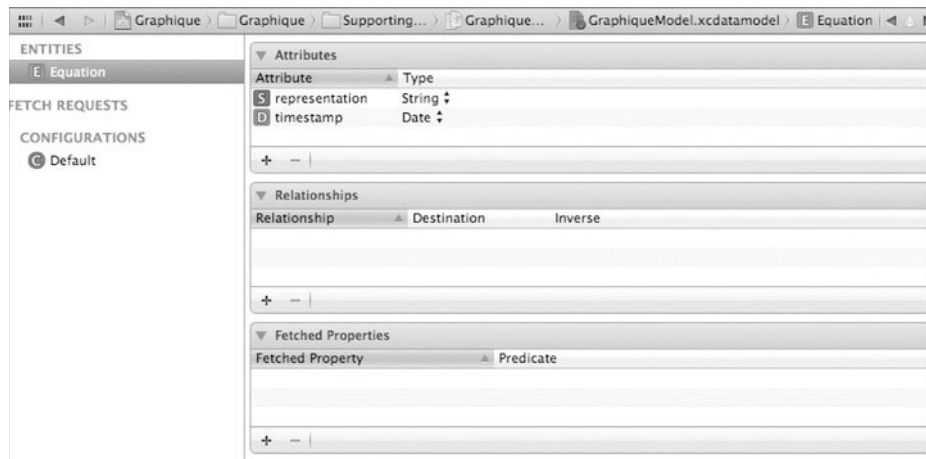 Graphique Graphique Supporting... Graphique... GraphiqueModel.xcdatamodel E Equation
ENTITIES
E Equation
FETCH REQUESTS
CONFIGURATIONS
C Default
Attributes
Attribute Type
S representation String
D timestamp Date
+ −
Relationships
Relationship Destination Inverse
+ −
Fetched Properties
Fetched Property Predicate
+ −